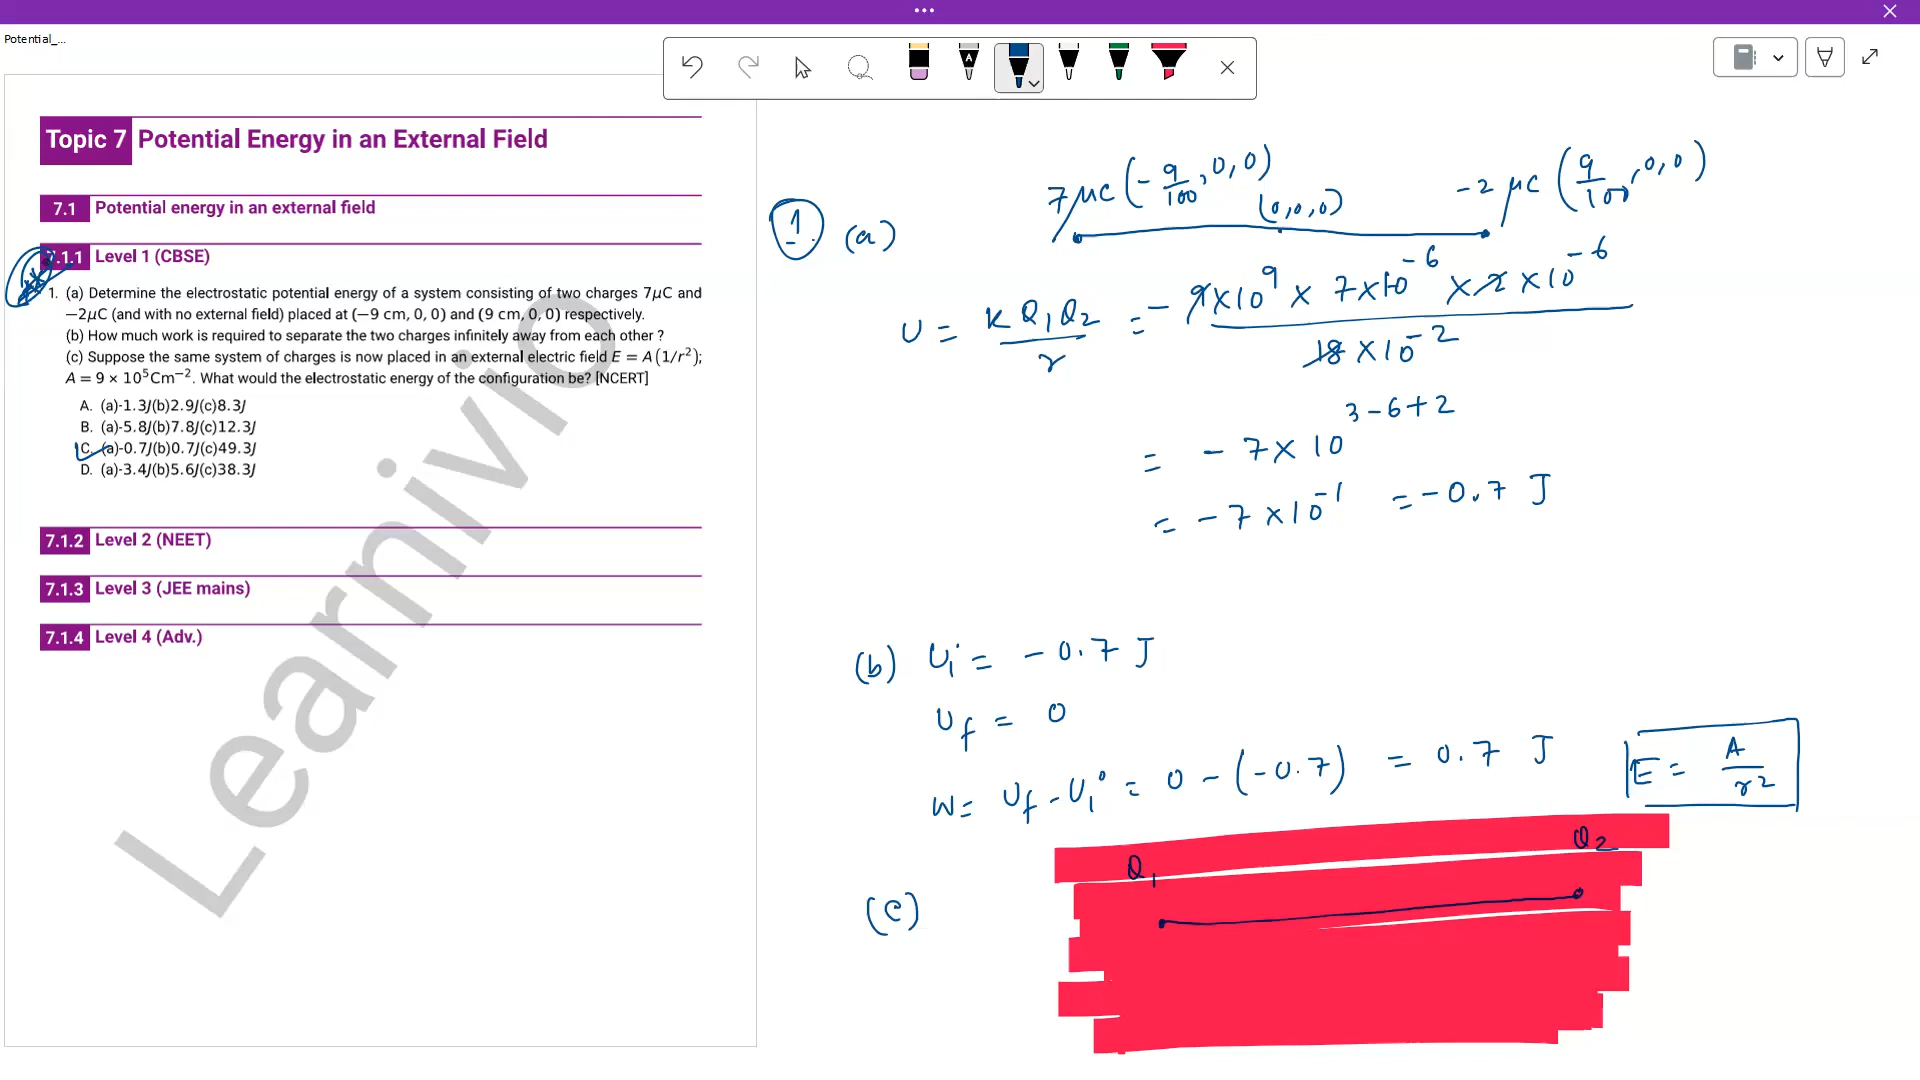 Potential_...
Topic 7 Potential Energy in an External Field
7.1 Potential energy in an external field
7.1.1 Level 1 (CBSE)
1. (a) Determine the electrostatic potential energy of a system consisting of two charges 7μC and
−2μC (and with no external field) placed at (−9 cm, 0, 0) and (9 cm, 0, 0) respectively.
(b) How much work is required to separate the two charges infinitely away from each other ?
(c) Suppose the same system of charges is now placed in an external electric field E = A(1/r²);
A = 9 × 10⁵Cm⁻². What would the electrostatic energy of the configuration be? [NCERT]
A. (a)-1.3J(b)2.9J(c)8.3J
B. (a)-5.8J(b)7.8J(c)12.3J
C. (a)-0.7J(b)0.7J(c)49.3J
D. (a)-3.4J(b)5.6J(c)38.3J
7.1.2 Level 2 (NEET)
7.1.3 Level 3 (JEE mains)
7.1.4 Level 4 (Adv.)
Learnivio
1 (a) 7μC (-9/100, 0, 0) (0,0,0) -2 μC (9/100, 0, 0)
U = KQ₁Q₂/r = - 9×10⁹ × 7×10⁻⁶ × 2 × 10⁻⁶ / 18 × 10⁻²
= - 7 × 10³⁻⁶⁺²
= - 7 × 10⁻¹ = - 0.7 J
(b) Ui = - 0.7 J
Uf = 0
W = Uf - Ui = 0 - (-0.7) = 0.7 J
E = A/r²
(c) Q₁ Q₂